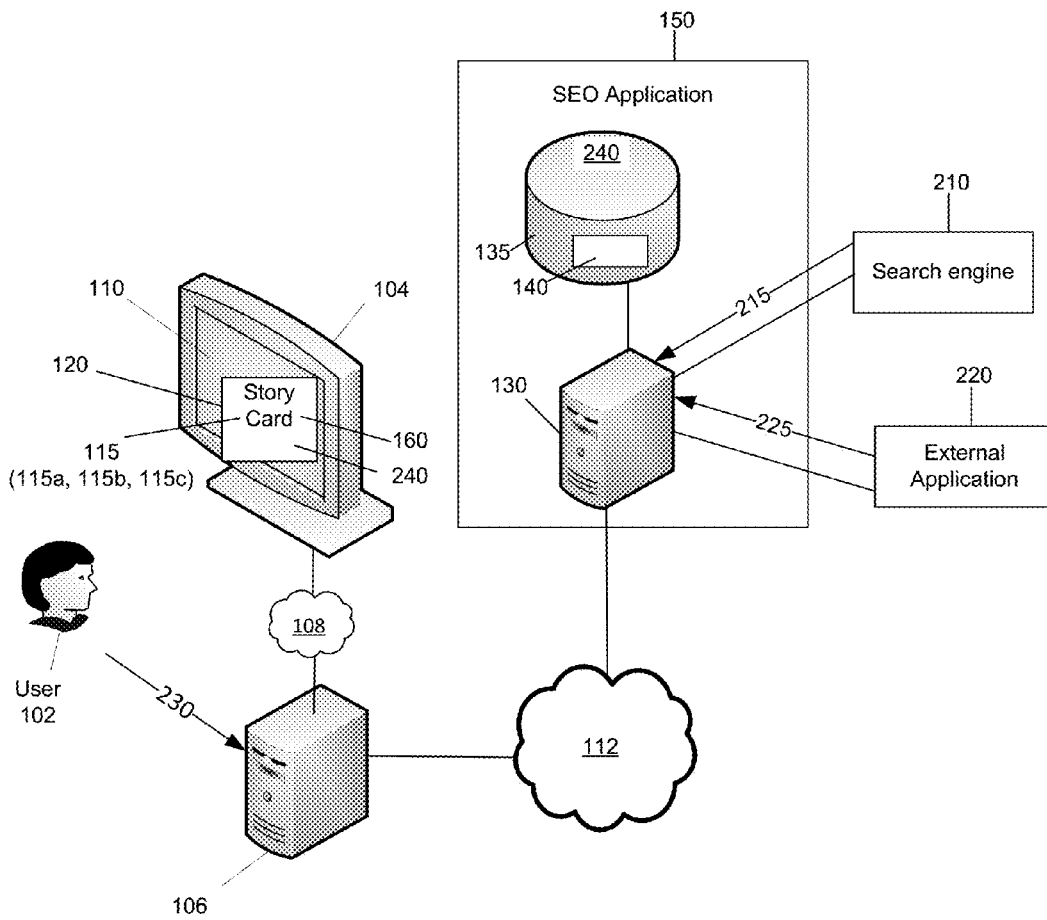 150
SEO Application
240
135
140
210
Search engine
215
110
104
120
Story
Card
160
115
(115a, 115b, 115c)
240
130
225
220
External
Application
108
User
102
230
112
106